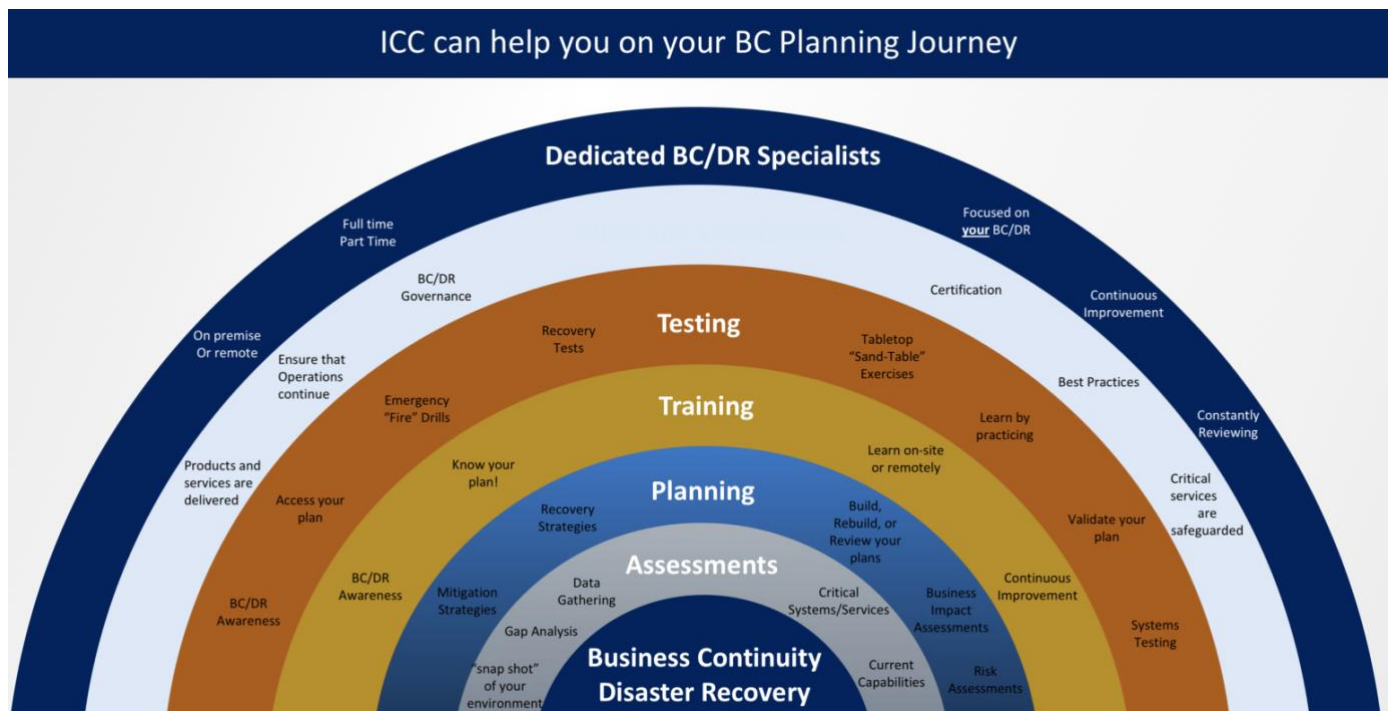 ICC can help you on your BC Planning Journey
Dedicated BC/DR Specialists
Full time
Part Time
On premise
Or remote
Focused on
your BC/DR
Continuous
Improvement
Constantly
Reviewing
BC/DR
Governance
Ensure that
Operations
continue
Products and
services are
delivered
Certification
Best Practices
Critical
services
are
safeguarded
Testing
Recovery
Tests
Emergency
"Fire" Drills
Access your
plan
BC/DR
Awareness
Tabletop
"Sand-Table"
Exercises
Learn by
practicing
Validate your
plan
Systems
Testing
Training
Know your
plan!
BC/DR
Awareness
Learn on-site
or remotely
Continuous
Improvement
Planning
Recovery
Strategies
Mitigation
Strategies
Build,
Rebuild, or
Review your
plans
Business
Impact
Assessments
Risk
Assessments
Assessments
Data
Gathering
Gap Analysis
"snap shot"
of your
environment
Critical
Systems/Services
Current
Capabilities
Business Continuity
Disaster Recovery